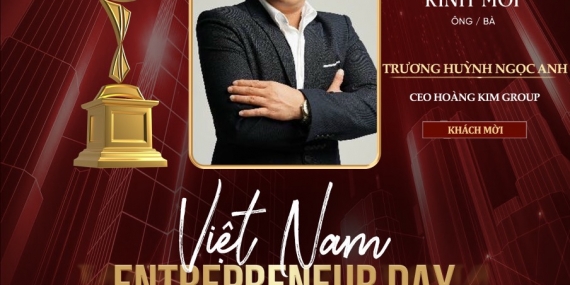 KÍNH MỜI
ÔNG / BÀ
TRƯƠNG HUỲNH NGỌC ANH
CEO HOÀNG KIM GROUP
KHÁCH MỜI
Việt Nam
ENTREPRENEUR DAY